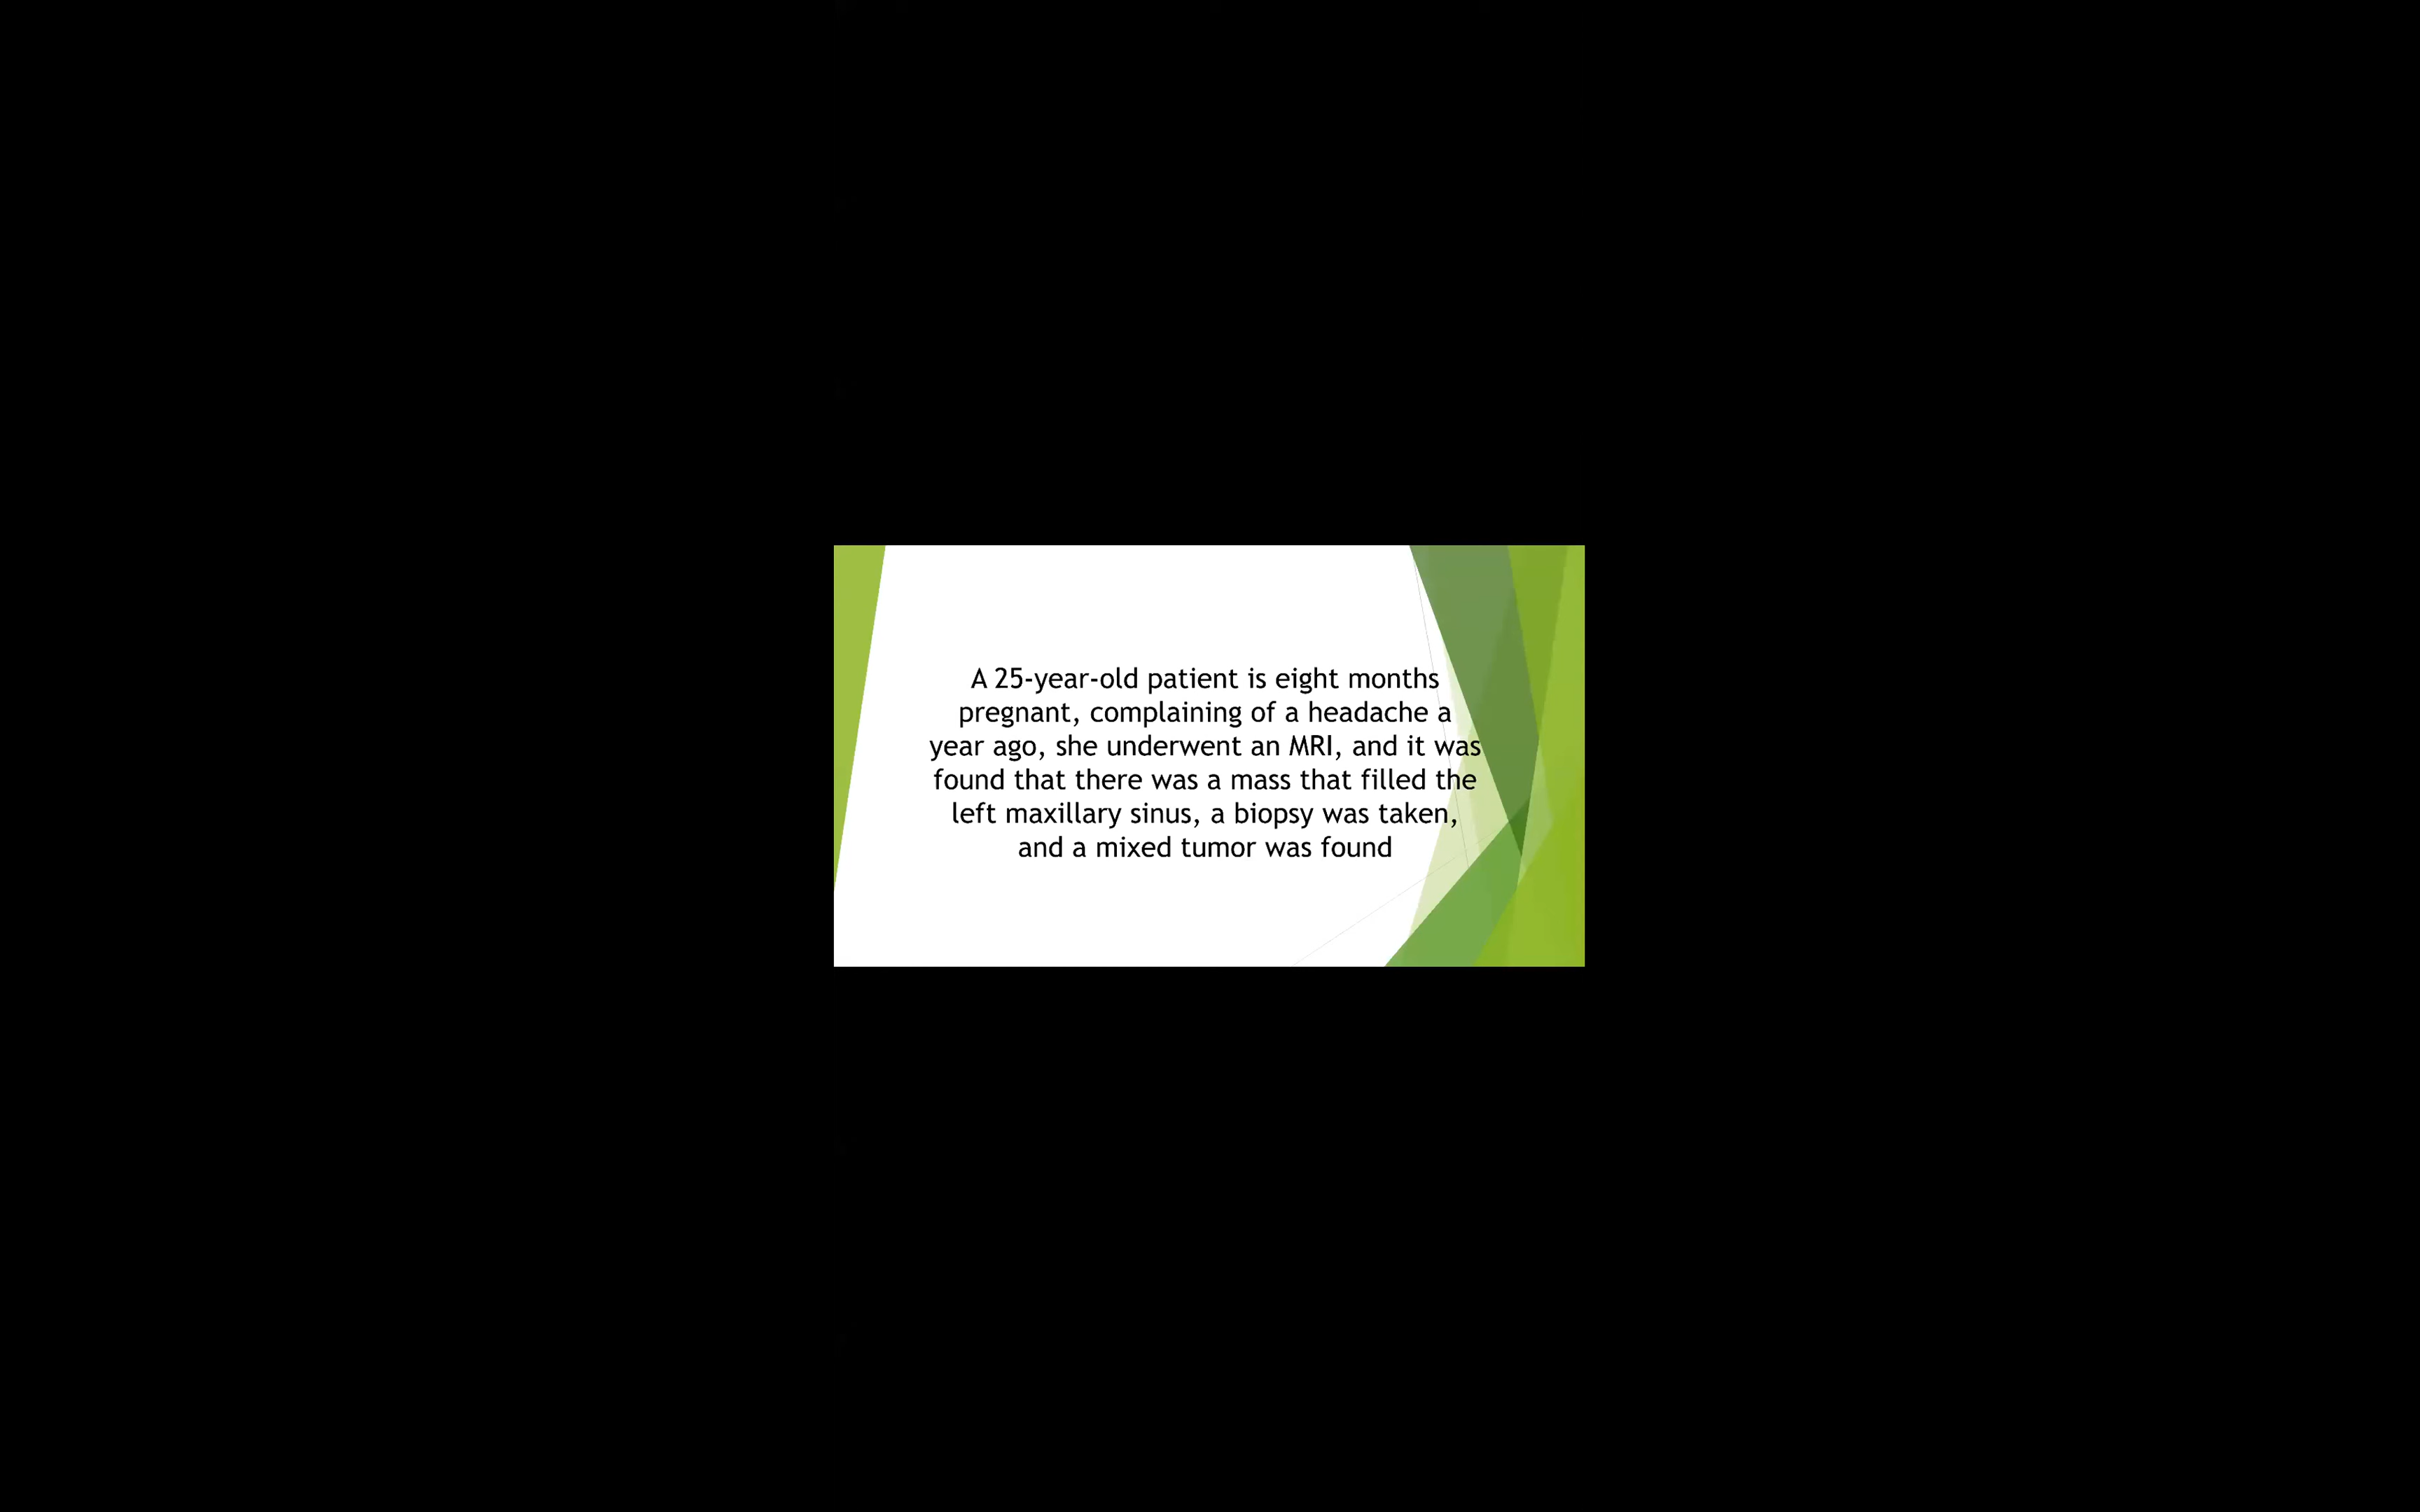 A 25-year-old patient is eight months
pregnant, complaining of a headache a
year ago, she underwent an MRI, and it was
found that there was a mass that filled the
left maxillary sinus, a biopsy was taken,
and a mixed tumor was found